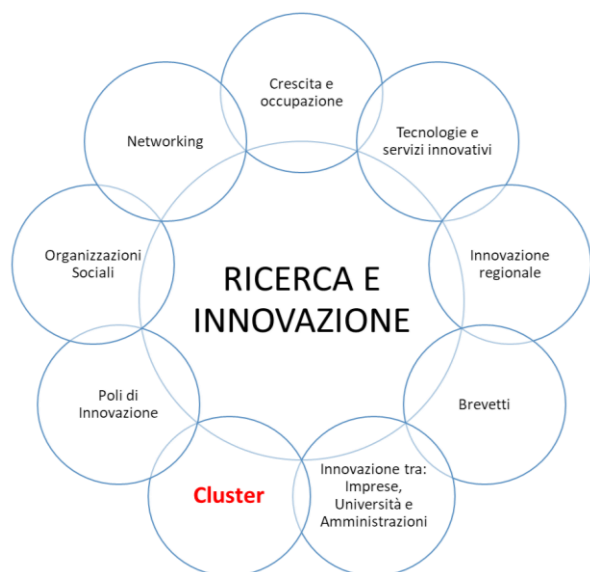 Crescita e
occupazione
Tecnologie e
servizi innovativi
Innovazione
regionale
Brevetti
Innovazione tra:
Imprese,
Università e
Amministrazioni
Cluster
Poli di
Innovazione
Organizzazioni
Sociali
Networking
RICERCA E
INNOVAZIONE